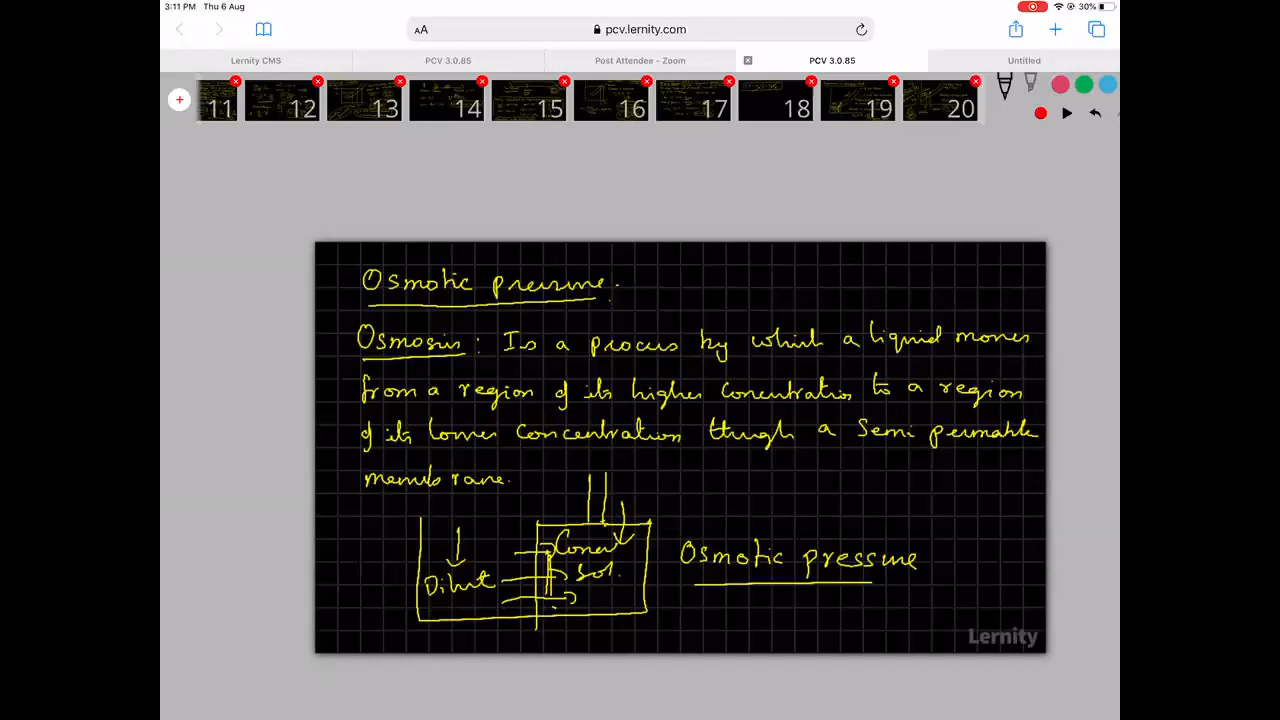 3:11 PM Thu 6 Aug
30%
AA pcv.lernity.com
Lernity CMS PCV 3.0.85 Post Attendee – Zoom PCV 3.0.85 Untitled
11 12 13 14 15 16 17 18 19 20
Osmotic pressure.
Osmosis : Is a process by which a liquid moves
from a region of its higher concentration to a region
of its lower concentration through a Semi permable
membrane.
Conc
Dilut
Sol.
Osmotic pressure
Lernity